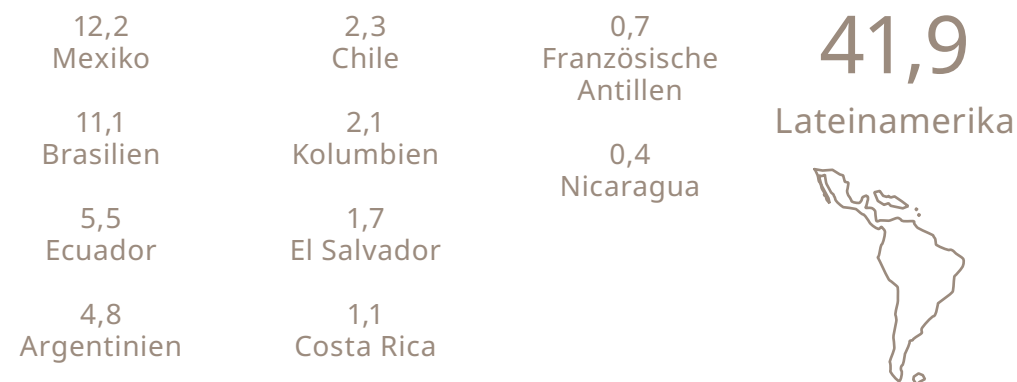 12,2
Mexiko
11,1
Brasilien
5,5
Ecuador
4,8
Argentinien
2,3
Chile
2,1
Kolumbien
1,7
El Salvador
1,1
Costa Rica
0,7
Französische
Antillen
0,4
Nicaragua
41,9
Lateinamerika